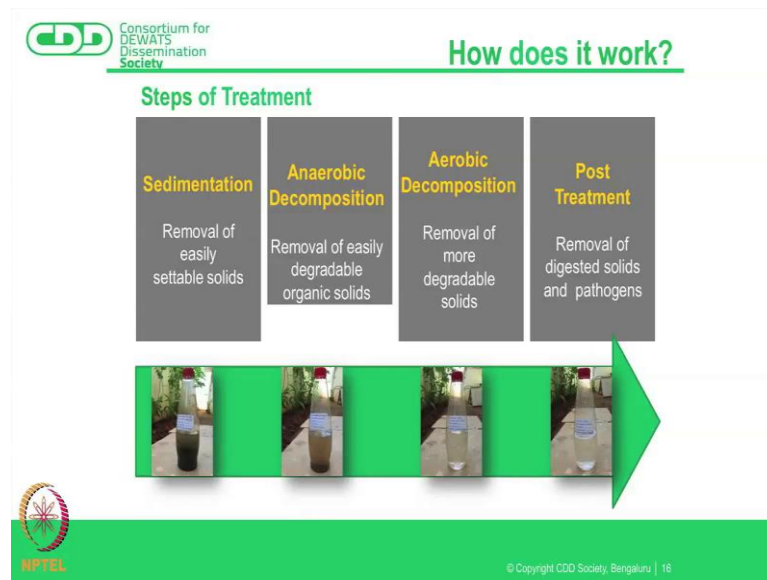 Consortium for
DEWATS
Dissemination
Society
How does it work?
Steps of Treatment
Sedimentation
Removal of
easily
settable solids
Anaerobic
Decomposition
Removal of easily
degradable
organic solids
Aerobic
Decomposition
Removal of
more
degradable
solids
Post
Treatment
Removal of
digested solids
and pathogens
NPTEL
© Copyright CDD Society, Bengaluru | 16